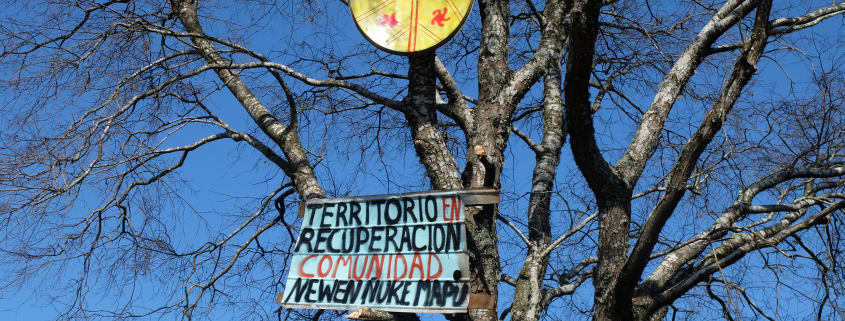 TERRITORIO EN
RECUPERACION
COMUNIDAD
NEWEN ÑUKE MAPU